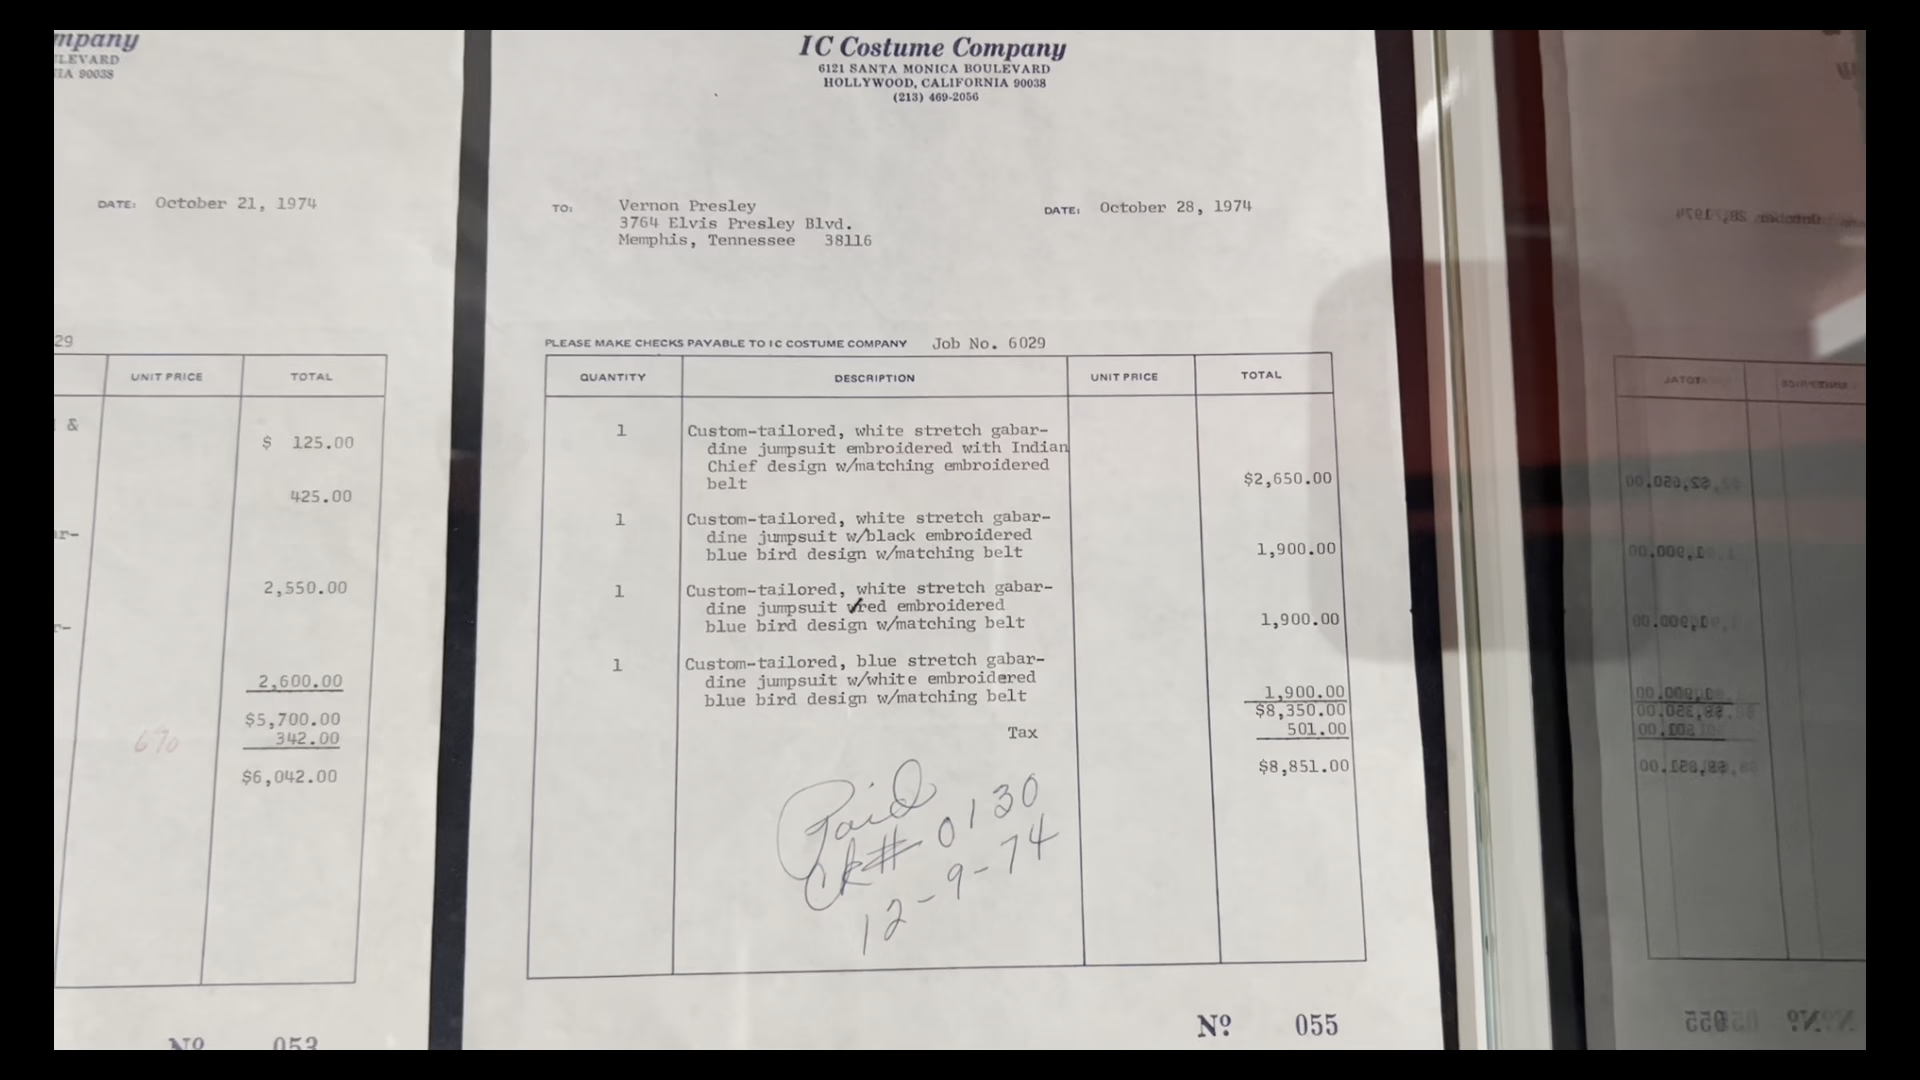 mpany
LEVARD
IA 90038
DATE: October 21, 1974
29
UNIT PRICE TOTAL
&
$ 125.00
425.00
ar-
2,550.00
r-
2,600.00
$5,700.00
6% 342.00
$6,042.00
Nº 053
IC Costume Company
6121 SANTA MONICA BOULEVARD
HOLLYWOOD, CALIFORNIA 90038
(213) 469-2056
TO: Vernon Presley DATE: October 28, 1974
3764 Elvis Presley Blvd.
Memphis, Tennessee 38116
PLEASE MAKE CHECKS PAYABLE TO IC COSTUME COMPANY Job No. 6029
QUANTITY DESCRIPTION UNIT PRICE TOTAL
1 Custom-tailored, white stretch gabar-
dine jumpsuit embroidered with Indian
Chief design w/matching embroidered
belt $2,650.00
1 Custom-tailored, white stretch gabar-
dine jumpsuit w/black embroidered
blue bird design w/matching belt 1,900.00
1 Custom-tailored, white stretch gabar-
dine jumpsuit w/red embroidered
blue bird design w/matching belt 1,900.00
1 Custom-tailored, blue stretch gabar-
dine jumpsuit w/white embroidered
blue bird design w/matching belt 1,900.00
$8,350.00
Tax 501.00
$8,851.00
Paid
Ck# 0130
12-9-74
Nº 055